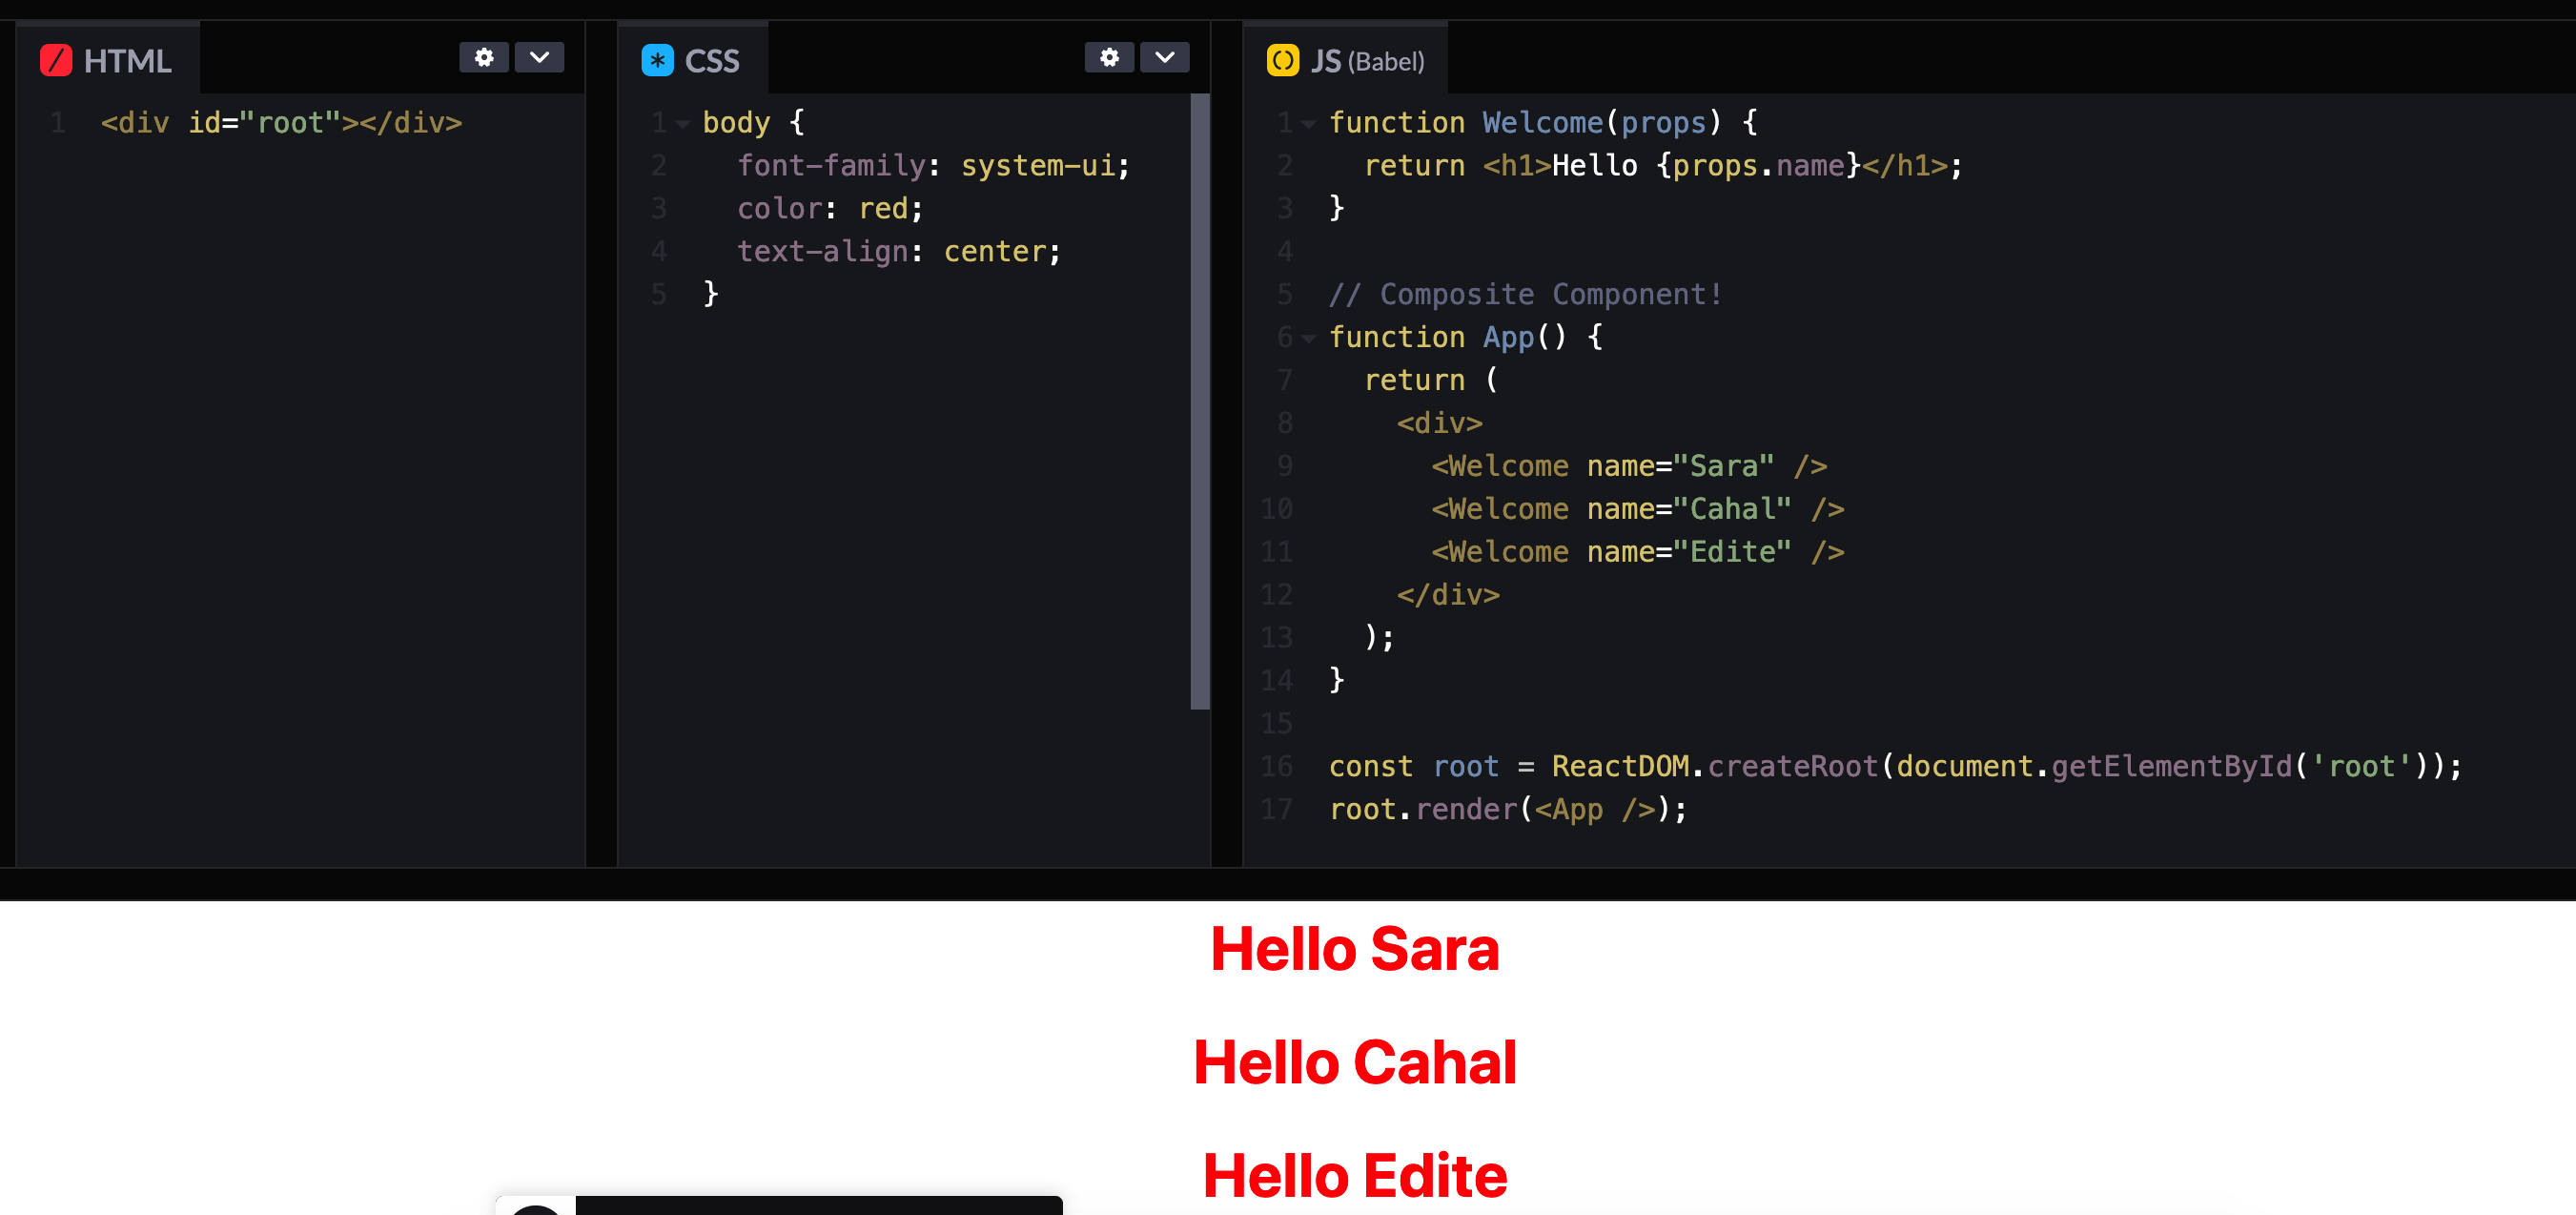 HTML
1 <div id="root"></div>
CSS
1 body {
2   font-family: system-ui;
3   color: red;
4   text-align: center;
5 }
JS (Babel)
1 function Welcome(props) {
2   return <h1>Hello {props.name}</h1>;
3 }
4
5 // Composite Component!
6 function App() {
7   return (
8     <div>
9       <Welcome name="Sara" />
10       <Welcome name="Cahal" />
11       <Welcome name="Edite" />
12     </div>
13   );
14 }
15
16 const root = ReactDOM.createRoot(document.getElementById('root'));
17 root.render(<App />);
Hello Sara
Hello Cahal
Hello Edite